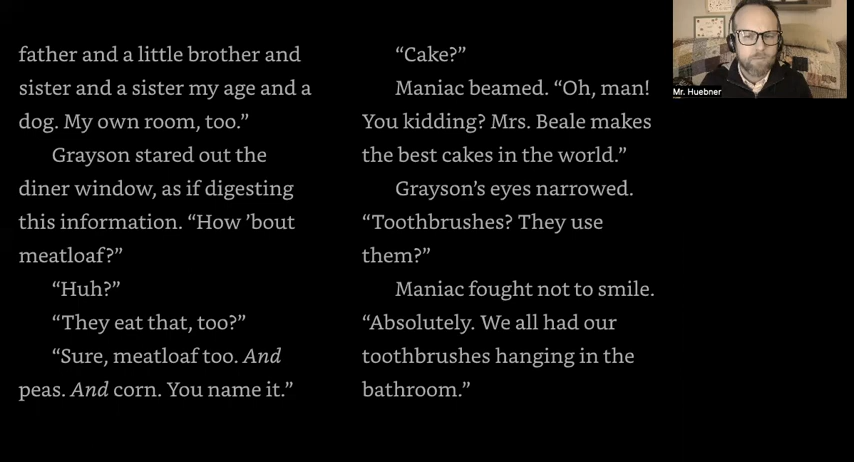 father and a little brother and
sister and a sister my age and a
dog. My own room, too.”
Grayson stared out the
diner window, as if digesting
this information. “How ’bout
meatloaf?”
“Huh?”
“They eat that, too?”
“Sure, meatloaf too. And
peas. And corn. You name it.”
“Cake?”
Maniac beamed. “Oh, man!
You kidding? Mrs. Beale makes
the best cakes in the world.”
Grayson’s eyes narrowed.
“Toothbrushes? They use
them?”
Maniac fought not to smile.
“Absolutely. We all had our
toothbrushes hanging in the
bathroom.”
Mr. Huebner